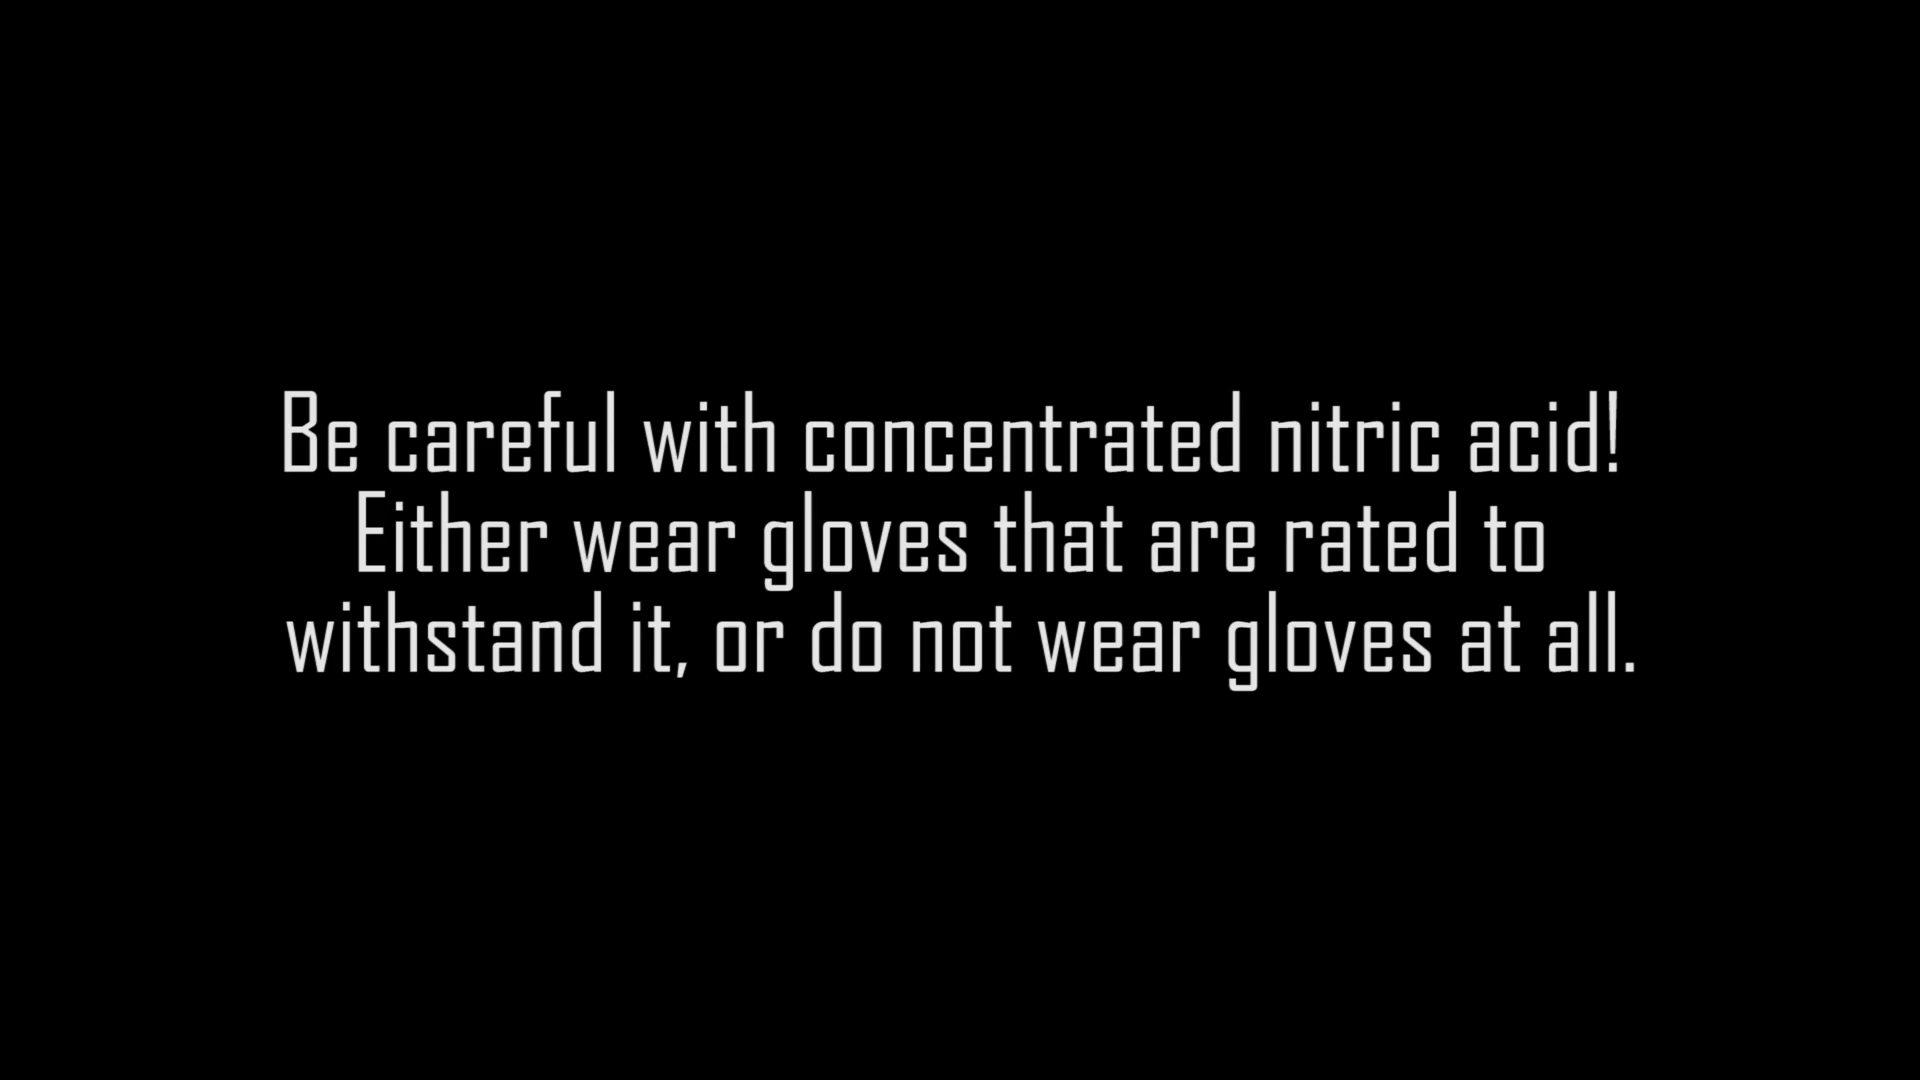 Be careful with concentrated nitric acid!
Either wear gloves that are rated to
withstand it, or do not wear gloves at all.